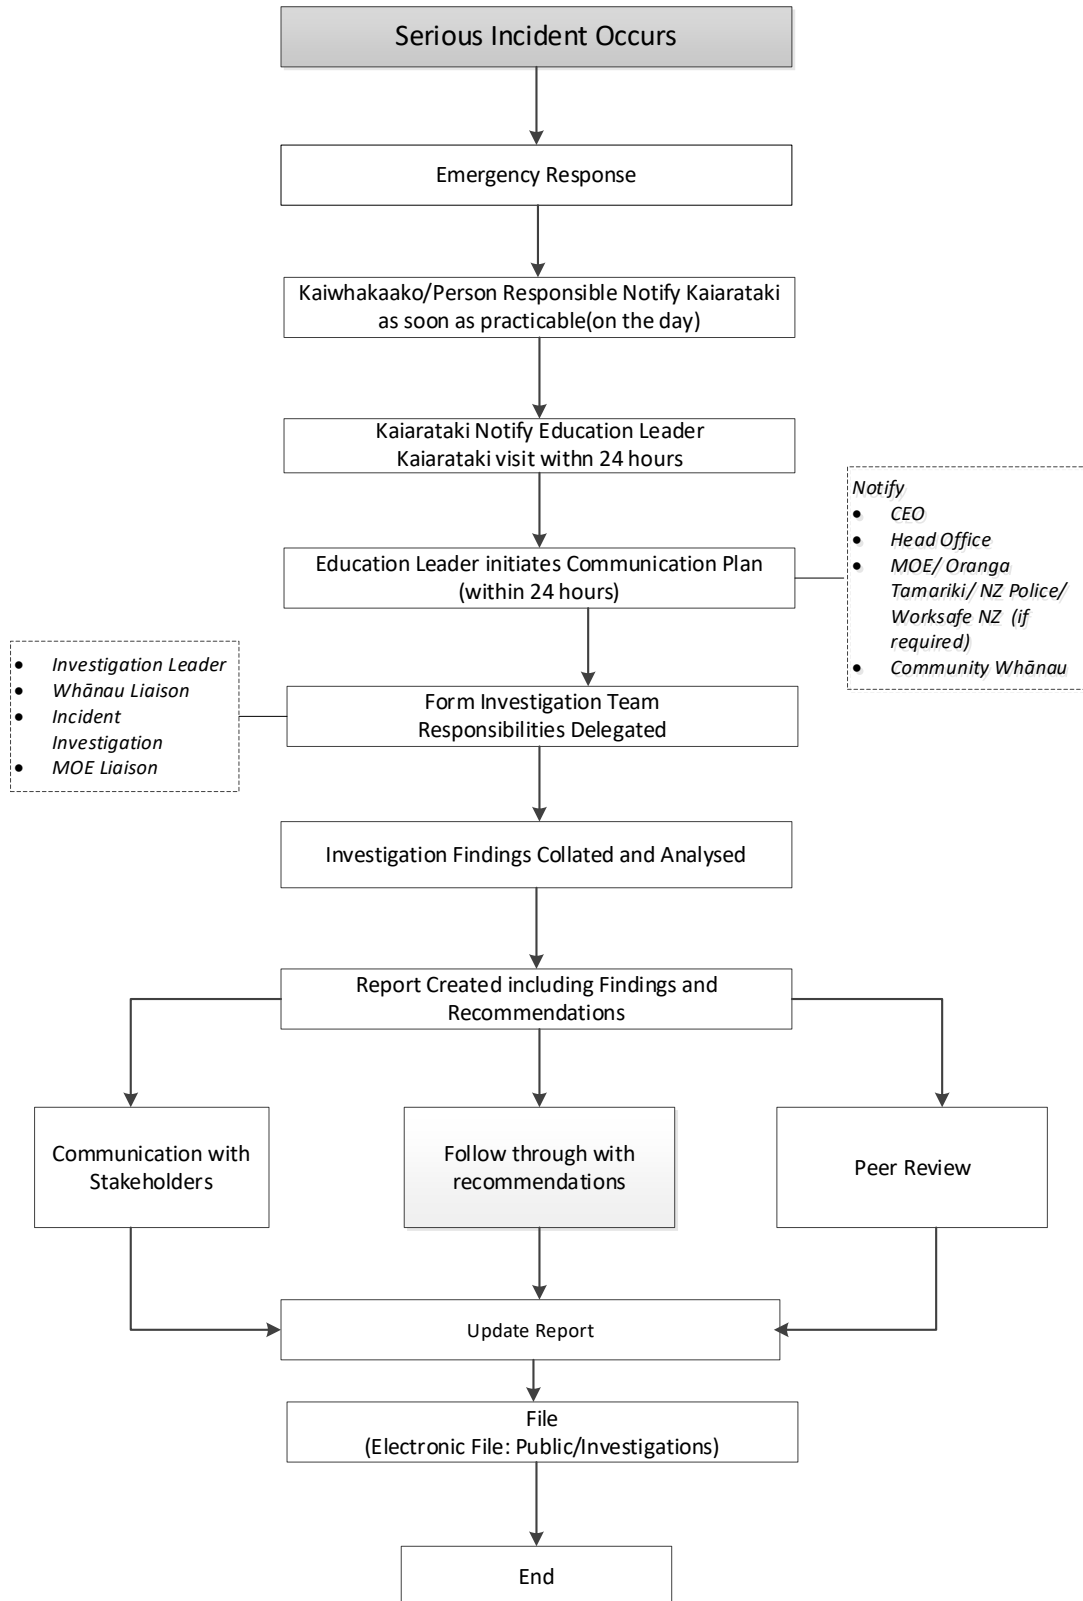 Serious Incident Occurs
Emergency Response
Kaiwhakaako/Person Responsible Notify Kaiarataki
as soon as practicable(on the day)
Kaiarataki Notify Education Leader
Kaiarataki visit withn 24 hours
Education Leader initiates Communication Plan
(within 24 hours)
Notify
• CEO
• Head Office
• MOE/ Oranga
Tamariki/ NZ Police/
Worksafe NZ (if
required)
• Community Whānau
• Investigation Leader
• Whānau Liaison
• Incident
Investigation
• MOE Liaison
Form Investigation Team
Responsibilities Delegated
Investigation Findings Collated and Analysed
Report Created including Findings and
Recommendations
Communication with
Stakeholders
Follow through with
recommendations
Peer Review
Update Report
File
(Electronic File: Public/Investigations)
End